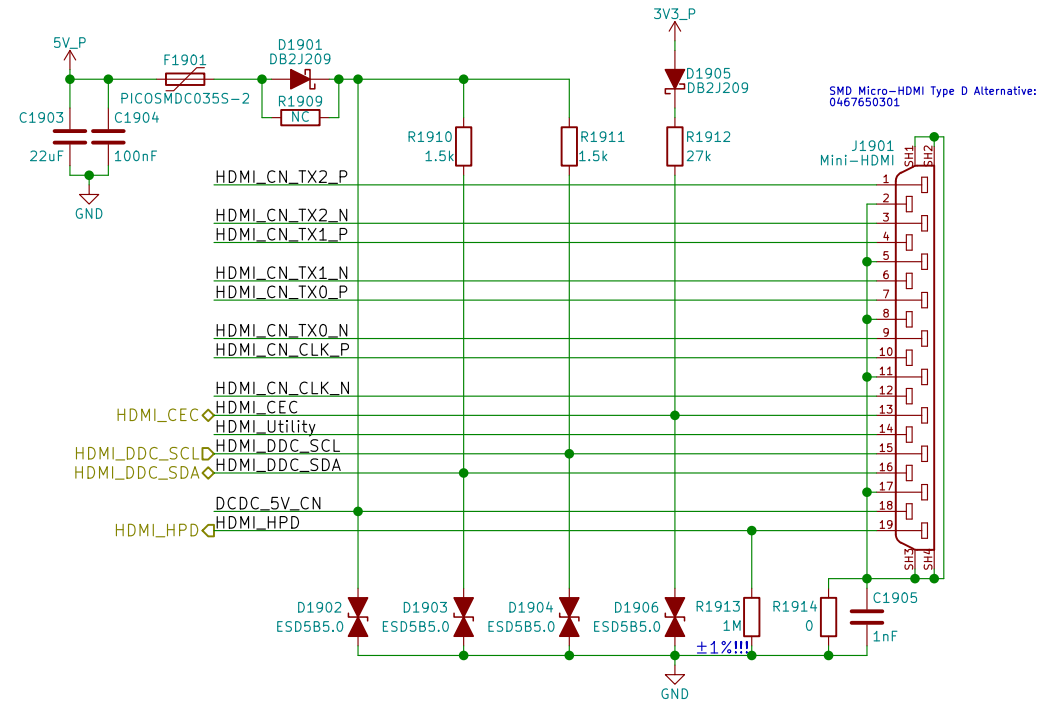 3V3_P
5V_P
D1901
DB2J209
F1901
PICOSMDC035S-2
R1909
NC
D1905
DB2J209
SMD Micro-HDMI Type D Alternative:
0467650301
C1903
22uF
C1904
100nF
GND
R1910
1.5k
R1911
1.5k
R1912
27k
J1901
Mini-HDMI
SH1
SH2
HDMI_CN_TX2_P
1
2
HDMI_CN_TX2_N
3
HDMI_CN_TX1_P
4
5
HDMI_CN_TX1_N
6
HDMI_CN_TX0_P
7
8
HDMI_CN_TX0_N
9
HDMI_CN_CLK_P
10
11
HDMI_CN_CLK_N
12
HDMI_CEC
HDMI_CEC
13
HDMI_Utility
14
HDMI_DDC_SCL
HDMI_DDC_SCL
15
HDMI_DDC_SDA
HDMI_DDC_SDA
16
17
DCDC_5V_CN
18
HDMI_HPD
HDMI_HPD
19
SH3
SH4
D1902
ESD5B5.0
D1903
ESD5B5.0
D1904
ESD5B5.0
D1906
ESD5B5.0
R1913
1M
±1%!!!
R1914
0
C1905
1nF
GND